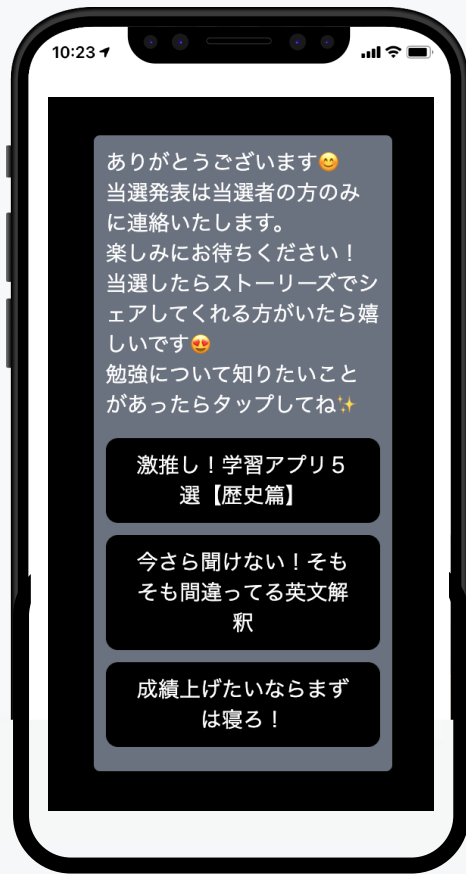 10:23
ありがとうございます😊
当選発表は当選者の方のみ
に連絡いたします。
楽しみにお待ちください！
当選したらストーリーズでシ
ェアしてくれる方がいたら嬉
しいです😍
勉強について知りたいこと
があったらタップしてね✨
激推し！学習アプリ５
選【歴史篇】
今さら聞けない！そも
そも間違ってる英文解
釈
成績上げたいならまず
は寝ろ！